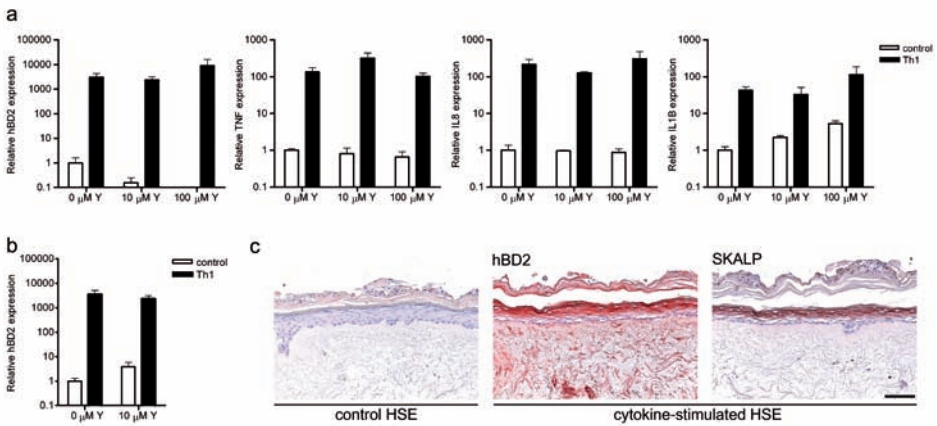 a
Relative hBD2 expression
100000
10000
1000
100
10
1
0.1
0 µM Y 10 µM Y 100 µM Y
Relative TNF expression
1000
100
10
1
0.1
0 µM Y 10 µM Y 100 µM Y
Relative IL8 expression
1000
100
10
1
0.1
0 µM Y 10 µM Y 100 µM Y
Relative IL1B expression
1000
100
10
1
0.1
0 µM Y 10 µM Y 100 µM Y
control
Th1
b
Relative hBD2 expression
100000
10000
1000
100
10
1
0.1
0 µM Y 10 µM Y
control
Th1
c
hBD2
SKALP
control HSE
cytokine-stimulated HSE